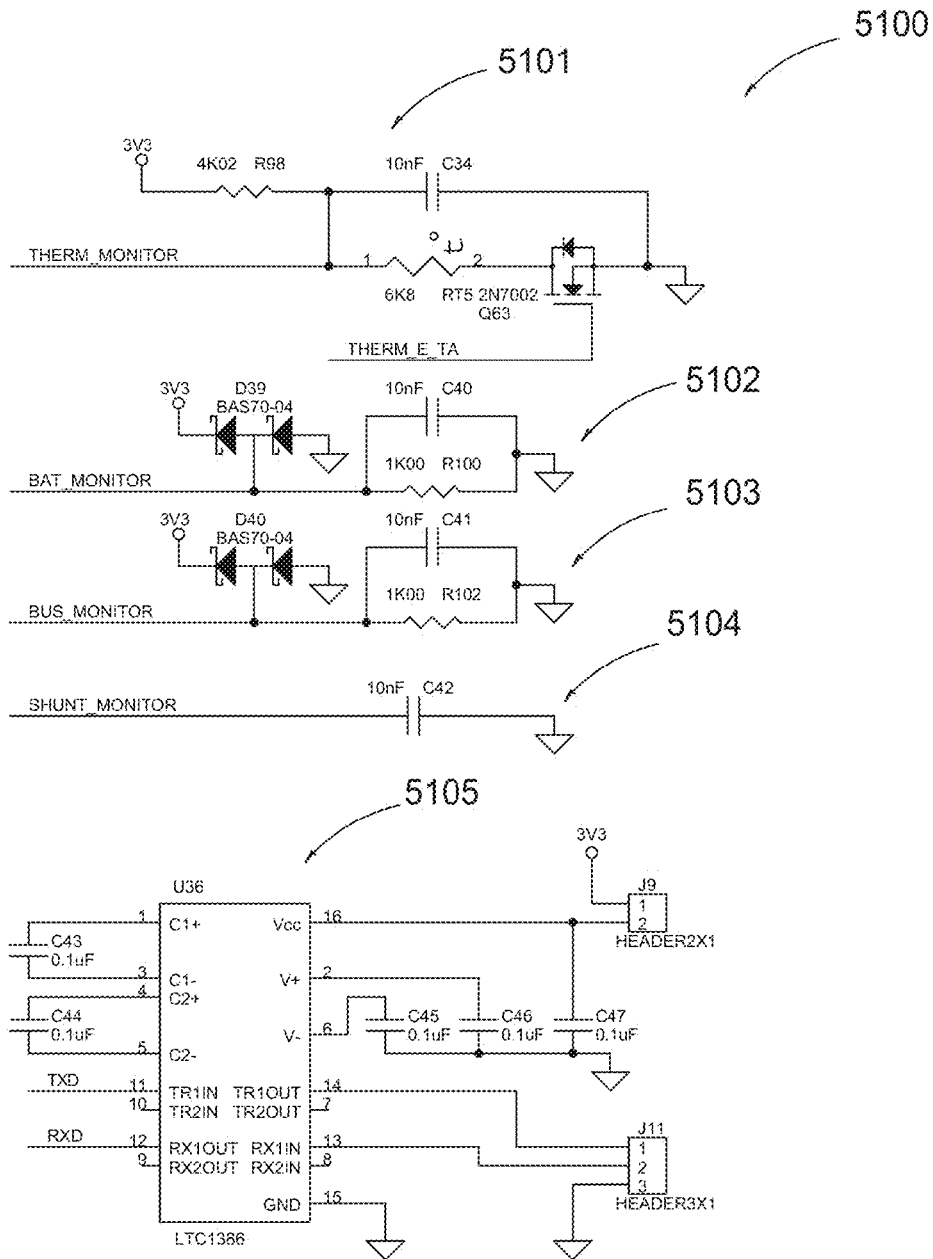 5100
5101
3V3
4K02 R98
10nF C34
THERM_MONITOR
1
2
6K8 RT5 2N7002
Q63
THERM_E_TA
5102
3V3
D39
BAS70-04
10nF C40
1K00 R100
BAT_MONITOR
5103
3V3
D40
BAS70-04
10nF C41
1K00 R102
BUS_MONITOR
5104
10nF C42
SHUNT_MONITOR
5105
3V3
U36
J9
1 C1+ Vcc 16
1
2
HEADER2X1
C43
0.1uF
3 C1- V+ 2
4 C2+
C44
0.1uF
V- 6
C45
0.1uF
C46
0.1uF
C47
0.1uF
5 C2-
TXD 11 TR1IN TR1OUT 14
10 TR2IN TR2OUT 7
J11
RXD 12 RX1OUT RX1IN 13
9 RX2OUT RX2IN 8
1
2
3
GND 15
HEADER3X1
LTC1386